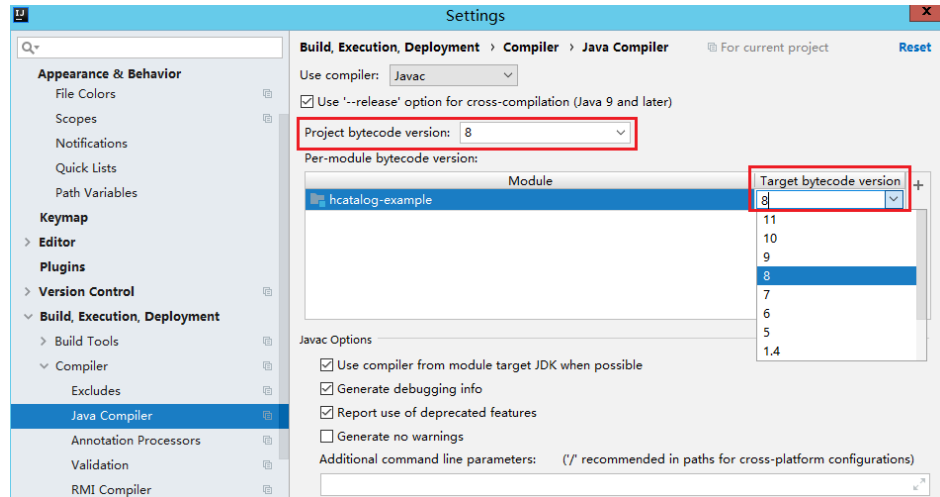 Settings
Appearance & Behavior
File Colors
Scopes
Notifications
Quick Lists
Path Variables
Keymap
Editor
Plugins
Version Control
Build, Execution, Deployment
Build Tools
Compiler
Excludes
Java Compiler
Annotation Processors
Validation
RMI Compiler
Build, Execution, Deployment › Compiler › Java Compiler
For current project
Reset
Use compiler: Javac
Use '--release' option for cross-compilation (Java 9 and later)
Project bytecode version: 8
Per-module bytecode version:
Module
Target bytecode version
hcatalog-example
8
11
10
9
8
7
6
5
1.4
Javac Options
Use compiler from module target JDK when possible
Generate debugging info
Report use of deprecated features
Generate no warnings
Additional command line parameters: ('/' recommended in paths for cross-platform configurations)